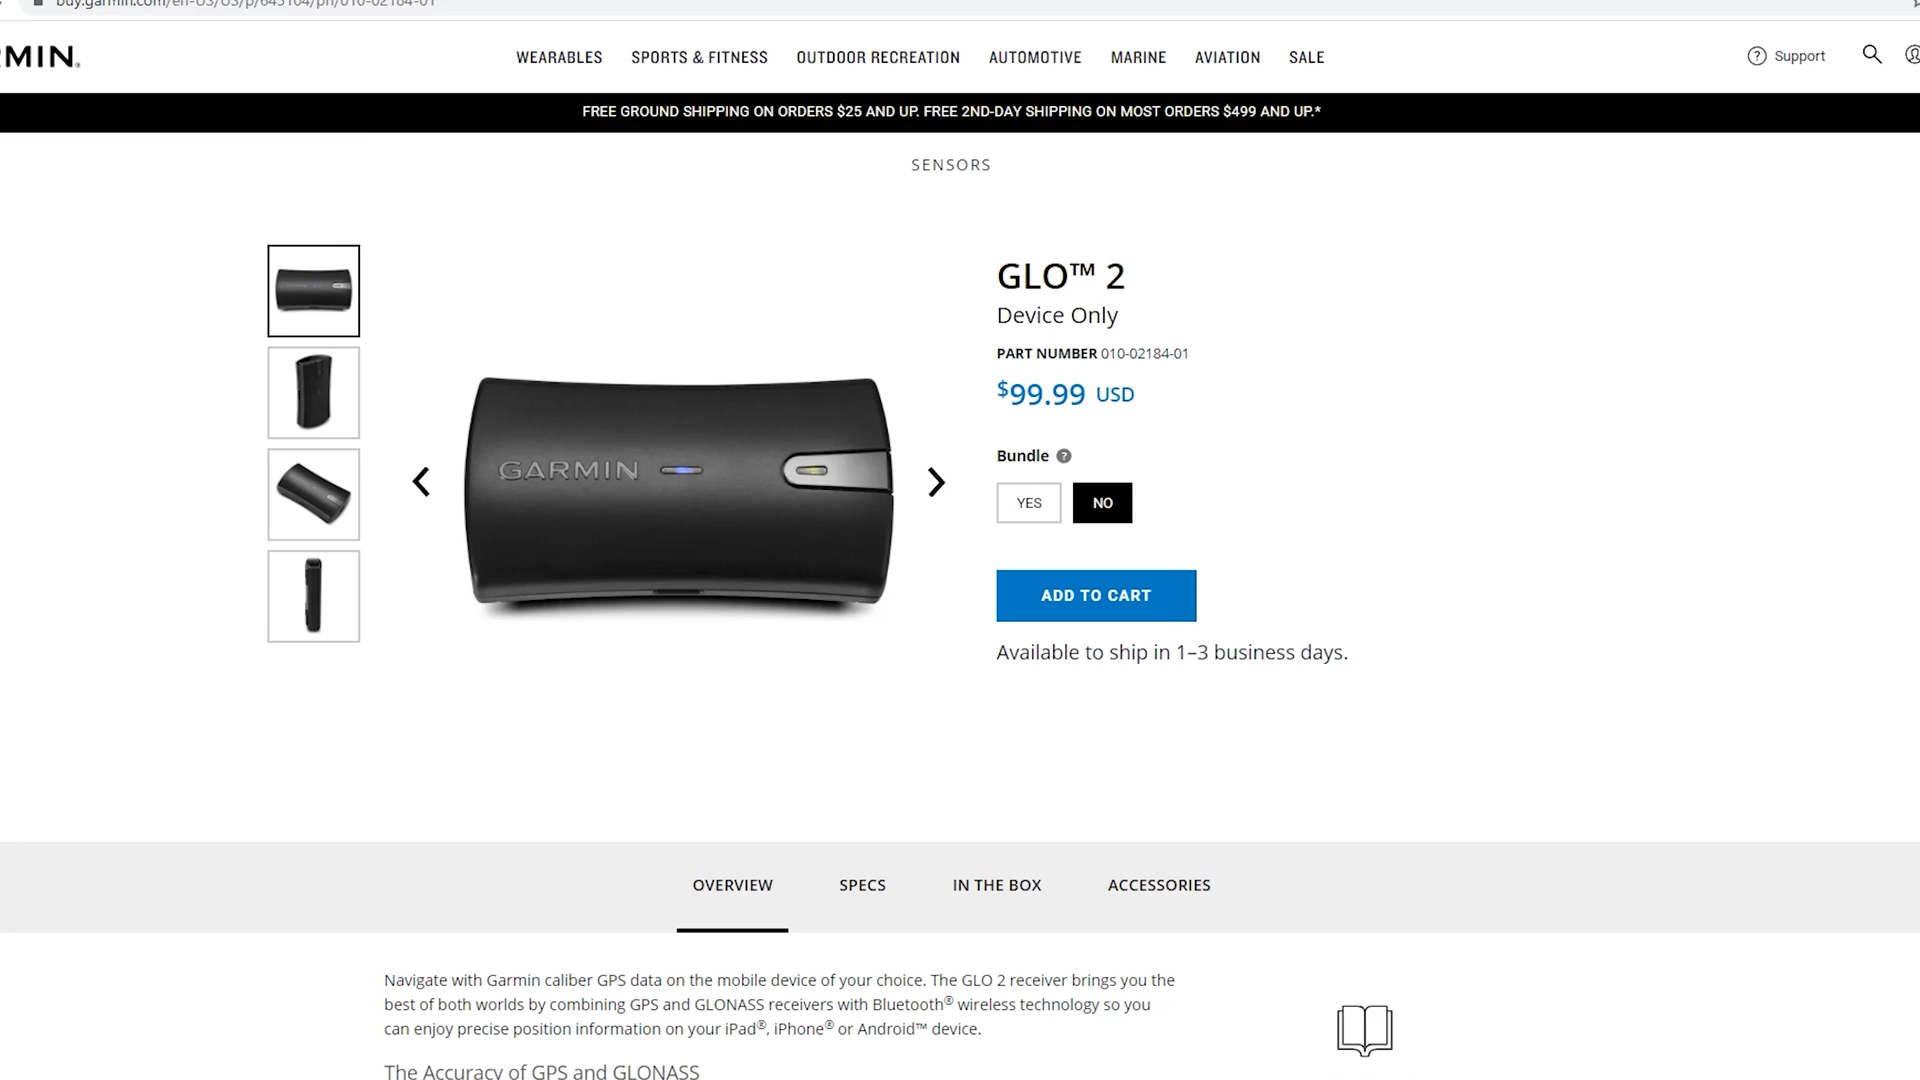 MIN.
WEARABLES SPORTS & FITNESS OUTDOOR RECREATION AUTOMOTIVE MARINE AVIATION SALE
Support
FREE GROUND SHIPPING ON ORDERS $25 AND UP. FREE 2ND-DAY SHIPPING ON MOST ORDERS $499 AND UP.*
SENSORS
GARMIN
GLO™ 2
Device Only
PART NUMBER 010-02184-01
$99.99 USD
Bundle ?
YES NO
ADD TO CART
Available to ship in 1–3 business days.
OVERVIEW SPECS IN THE BOX ACCESSORIES
Navigate with Garmin caliber GPS data on the mobile device of your choice. The GLO 2 receiver brings you the
best of both worlds by combining GPS and GLONASS receivers with Bluetooth® wireless technology so you
can enjoy precise position information on your iPad®, iPhone® or Android™ device.
The Accuracy of GPS and GLONASS